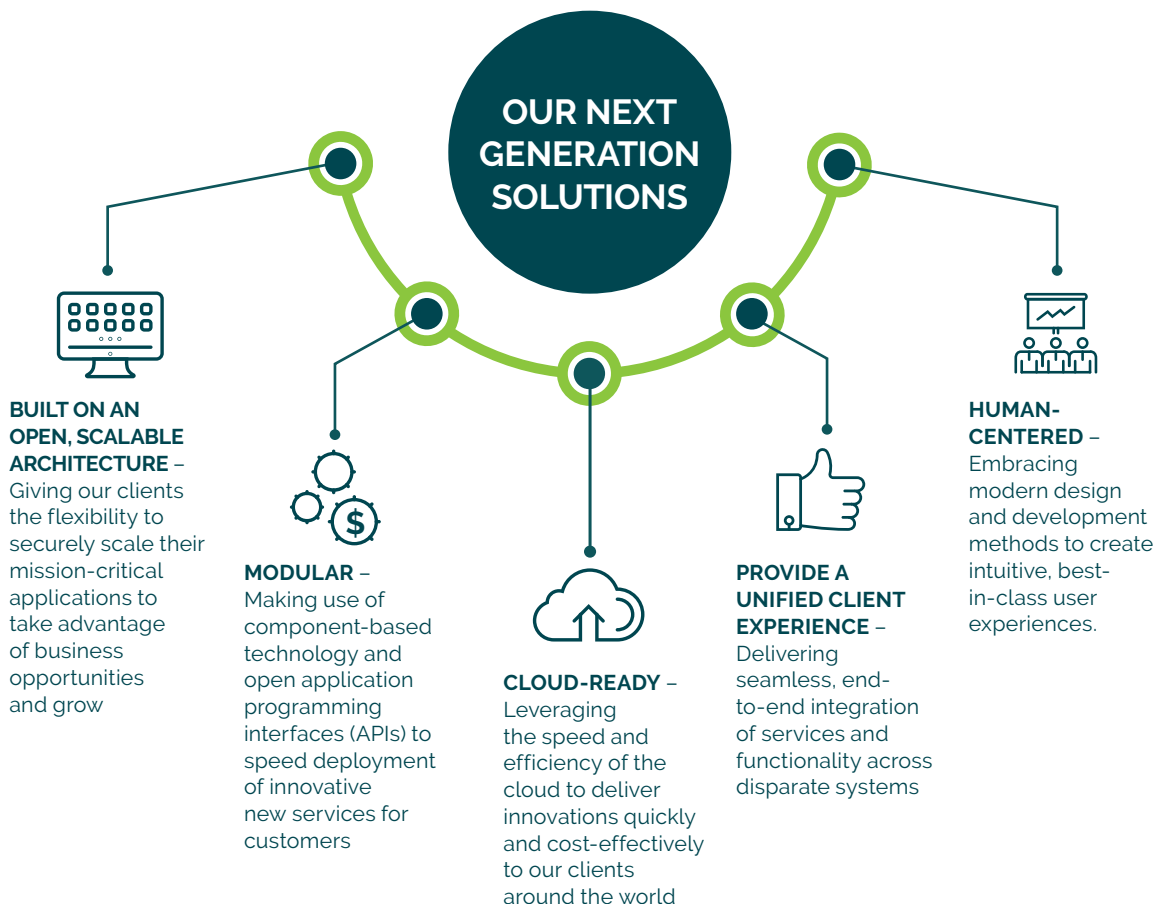 OUR NEXT
GENERATION
SOLUTIONS
BUILT ON AN
OPEN, SCALABLE
ARCHITECTURE –
Giving our clients
the flexibility to
securely scale their
mission-critical
applications to
take advantage
of business
opportunities
and grow
$
MODULAR –
Making use of
component-based
technology and
open application
programming
interfaces (APIs) to
speed deployment
of innovative
new services for
customers
CLOUD-READY –
Leveraging
the speed and
efficiency of the
cloud to deliver
innovations quickly
and cost-effectively
to our clients
around the world
PROVIDE A
UNIFIED CLIENT
EXPERIENCE –
Delivering
seamless, end-
to-end integration
of services and
functionality across
disparate systems
HUMAN-
CENTERED –
Embracing
modern design
and development
methods to create
intuitive, best-
in-class user
experiences.